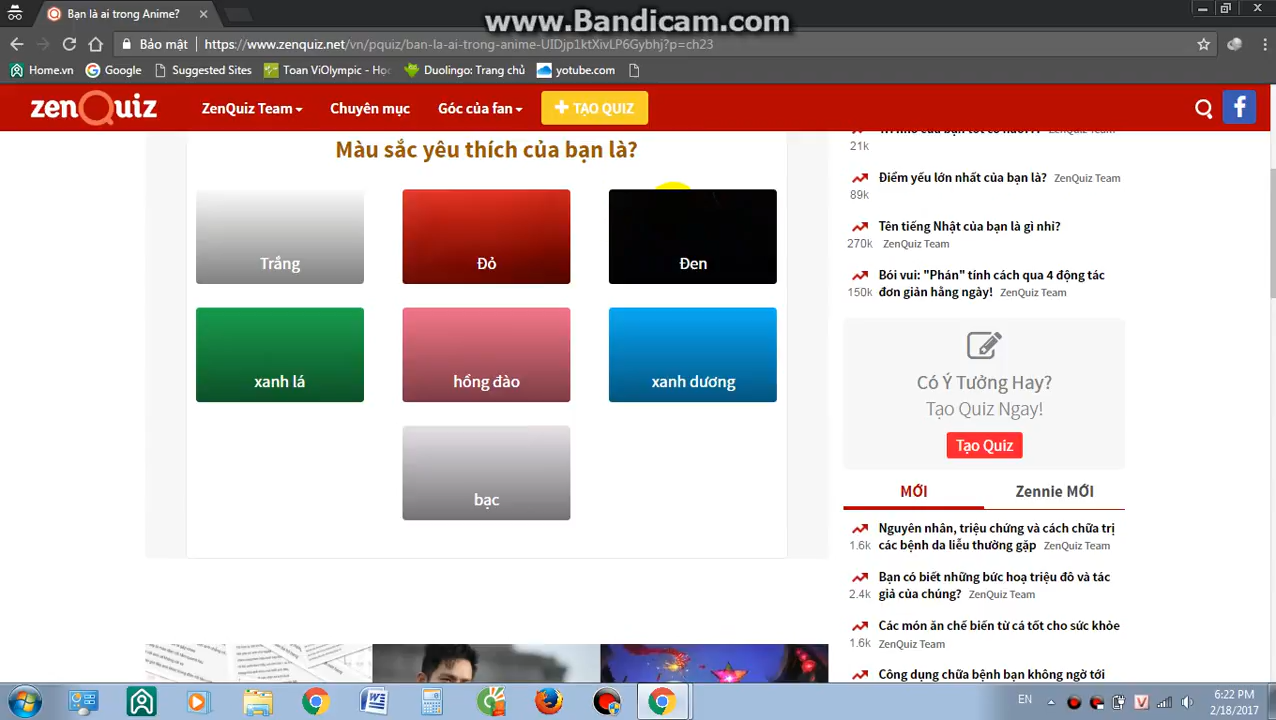 www.Bandicam.com
Bạn là ai trong Anime?
Bảo mật
https://www.zenquiz.net/vn/pquiz/ban-la-ai-trong-anime-UIDjp1ktXivLP6Gybhj?p=ch23
Home.vn
Google
Suggested Sites
Toan ViOlympic - Học
Duolingo: Trang chủ
yotube.com
zenQuiz
ZenQuiz Team
Chuyên mục
Góc của fan
TẠO QUIZ
Màu sắc yêu thích của bạn là?
Trắng
Đỏ
Đen
xanh lá
hồng đào
xanh dương
bạc
21k
Điểm yếu lớn nhất của bạn là? ZenQuiz Team
89k
Tên tiếng Nhật của bạn là gì nhỉ?
270k ZenQuiz Team
Bói vui: "Phán" tính cách qua 4 động tác
150k đơn giản hằng ngày! ZenQuiz Team
Có Ý Tưởng Hay?
Tạo Quiz Ngay!
Tạo Quiz
MỚI
Zennie MỚI
Nguyên nhân, triệu chứng và cách chữa trị
1.6k các bệnh da liễu thường gặp ZenQuiz Team
Bạn có biết những bức hoạ triệu đô và tác
2.4k giả của chúng? ZenQuiz Team
Các món ăn chế biến từ cá tốt cho sức khỏe
1.6k ZenQuiz Team
Công dụng chữa bệnh bạn không ngờ tới
EN
6:22 PM
2/18/2017